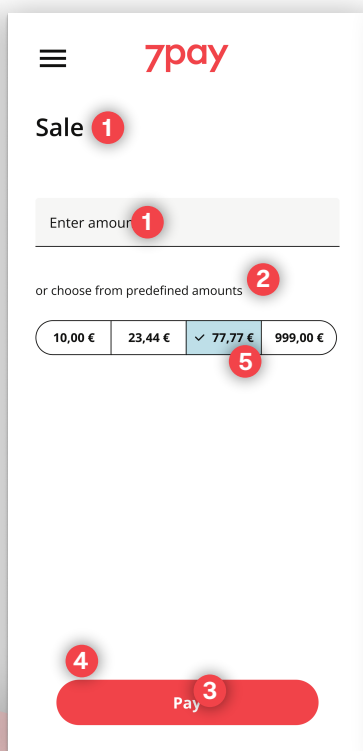 7pay
Sale 1
Enter amoun 1
2
or choose from predefined amounts
10,00 € 23,44 € 77,77 € 999,00 €
5
4
Pay 3